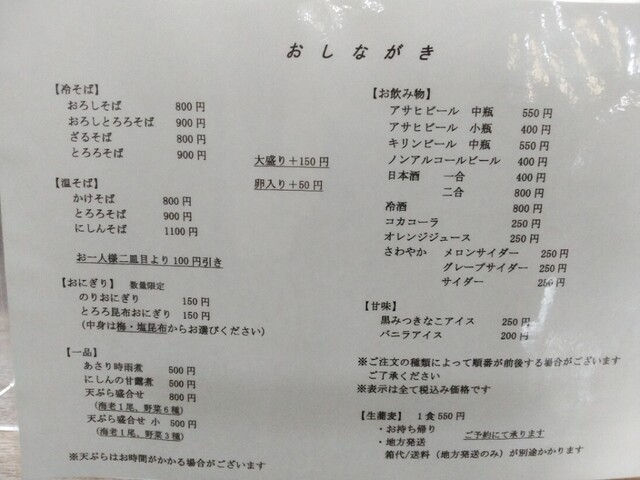 おしながき
【冷そば】
おろしそば 800円
おろしとろろそば 900円
ざるそば 800円
とろろそば 900円
大盛り＋150円
【温そば】
卵入り＋50円
かけそば 800円
とろろそば 900円
にしんそば 1100円
お一人様二皿目より100円引き
【おにぎり】 数量限定
のりおにぎり 150円
とろろ昆布おにぎり 150円
(中身は梅・塩昆布からお選びください)
【一品】
あさり時雨煮 500円
にしんの甘露煮 500円
天ぷら盛合せ 800円
(海老1尾、野菜6種)
天ぷら盛合せ 小 500円
(海老1尾、野菜3種)
※天ぷらはお時間がかかる場合がございます
【お飲み物】
アサヒビール 中瓶 550円
アサヒビール 小瓶 400円
キリンビール 中瓶 550円
ノンアルコールビール 400円
日本酒 一合 400円
二合 800円
冷酒 800円
コカコーラ 250円
オレンジジュース 250円
さわやか メロンサイダー 250円
グレープサイダー 250円
サイダー 250円
【甘味】
黒みつきなこアイス 250円
バニラアイス 200円
※ご注文の種類によって順番が前後する場合がございます
ご了承ください
※表示は全て税込み価格です
【生蕎麦】 1食550円
・お持ち帰り
・地方発送 ご予約にて承ります
箱代/送料（地方発送のみ）が別途かかります